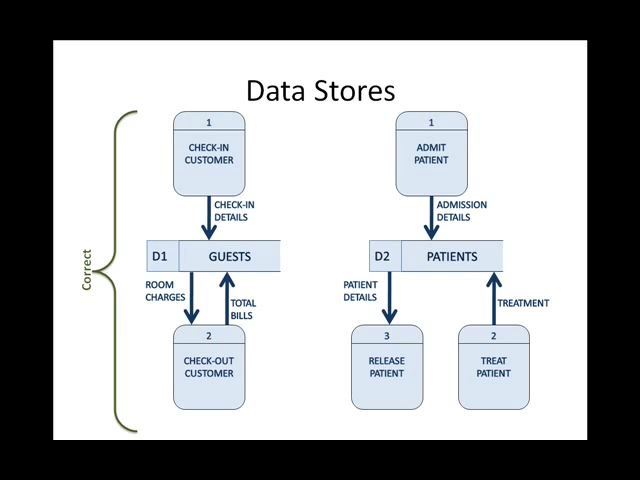 Data Stores
Correct
1
CHECK-IN
CUSTOMER
CHECK-IN
DETAILS
D1
GUESTS
ROOM
CHARGES
TOTAL
BILLS
2
CHECK-OUT
CUSTOMER
1
ADMIT
PATIENT
ADMISSION
DETAILS
D2
PATIENTS
PATIENT
DETAILS
TREATMENT
3
RELEASE
PATIENT
2
TREAT
PATIENT